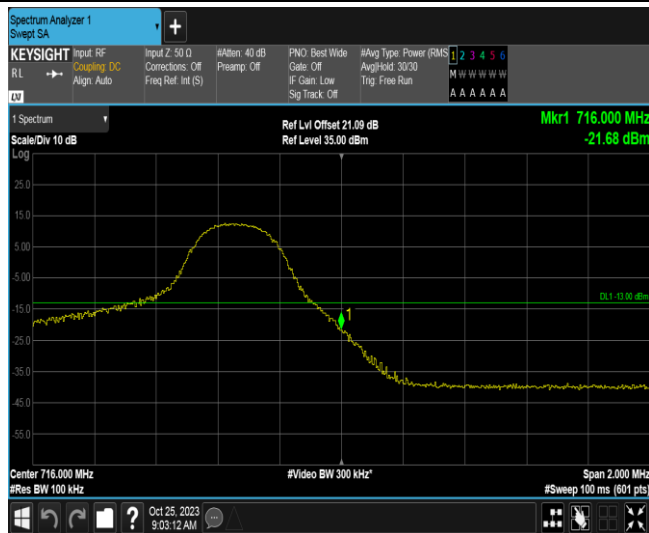 Spectrum Analyzer 1
Swept SA
+
KEYSIGHT Input: RF Input Z: 50 Ω #Atten: 40 dB PNO: Best Wide #Avg Type: Power (RMS 1 2 3 4 5 6
R L Coupling: DC Corrections: Off Preamp: Off Gate: Off Avg|Hold: 30/30 M W W W W W
Align: Auto Freq Ref: Int (S) IF Gain: Low Trig: Free Run
Sig Track: Off A A A A A A
LXI
1 Spectrum Ref Lvl Offset 21.09 dB Mkr1 716.000 MHz
Scale/Div 10 dB Ref Level 35.00 dBm -21.68 dBm
Log
25.0
15.0
5.00
-5.00
DL1 -13.00 dBm
-15.0
1
-25.0
-35.0
-45.0
-55.0
Center 716.000 MHz #Video BW 300 kHz* Span 2.000 MHz
#Res BW 100 kHz #Sweep 100 ms (601 pts)
? Oct 25, 2023
9:03:12 AM